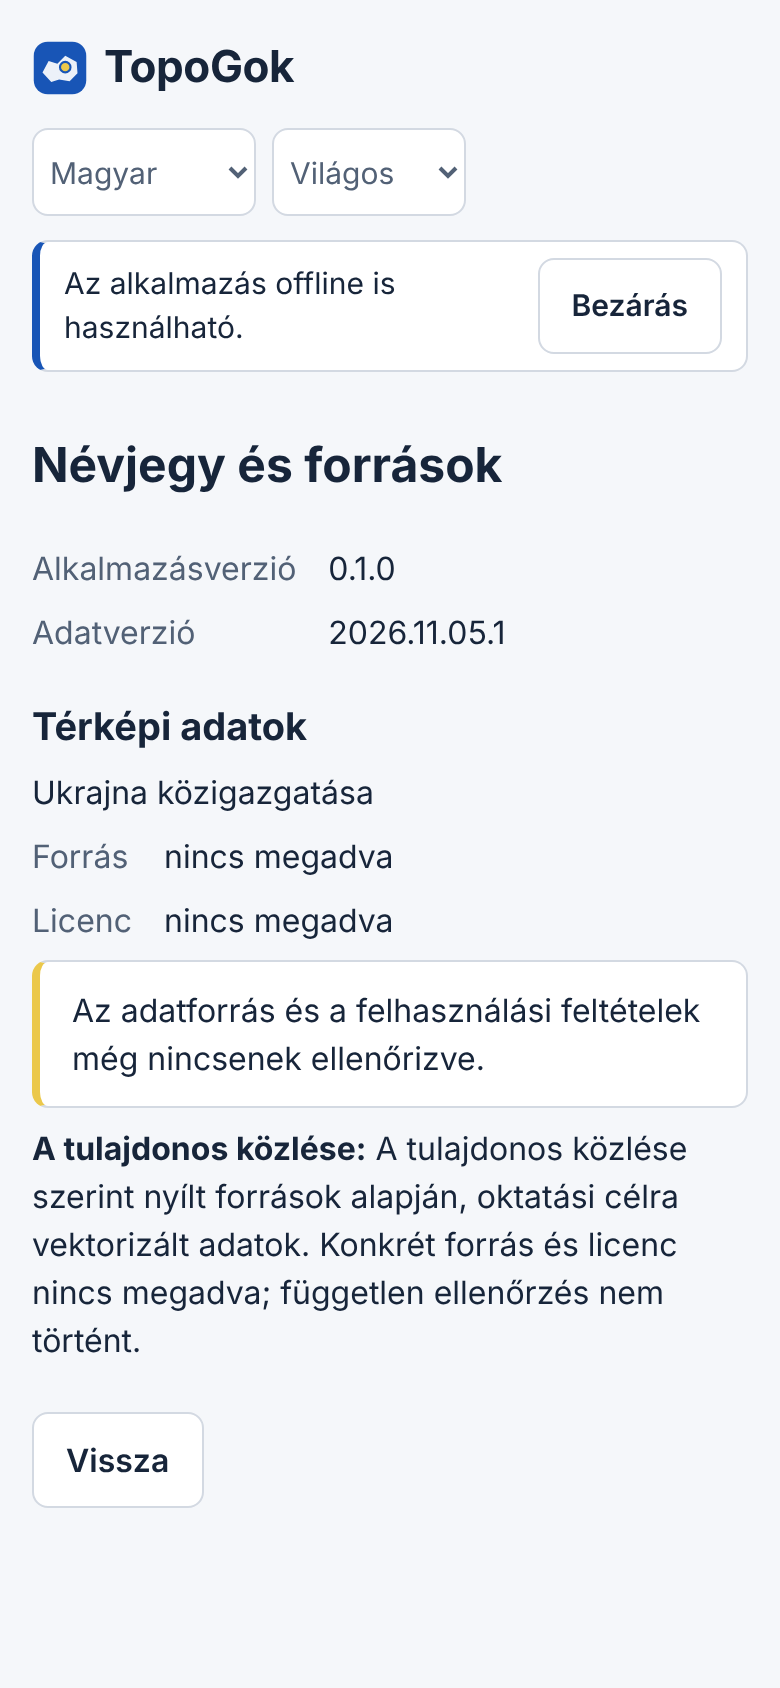 TopoGok
Magyar
Világos
Az alkalmazás offline is
használható.
Bezárás
Névjegy és források
Alkalmazásverzió 0.1.0
Adatverzió 2026.11.05.1
Térképi adatok
Ukrajna közigazgatása
Forrás nincs megadva
Licenc nincs megadva
Az adatforrás és a felhasználási feltételek
még nincsenek ellenőrizve.
A tulajdonos közlése: A tulajdonos közlése
szerint nyílt források alapján, oktatási célra
vektorizált adatok. Konkrét forrás és licenc
nincs megadva; független ellenőrzés nem
történt.
Vissza